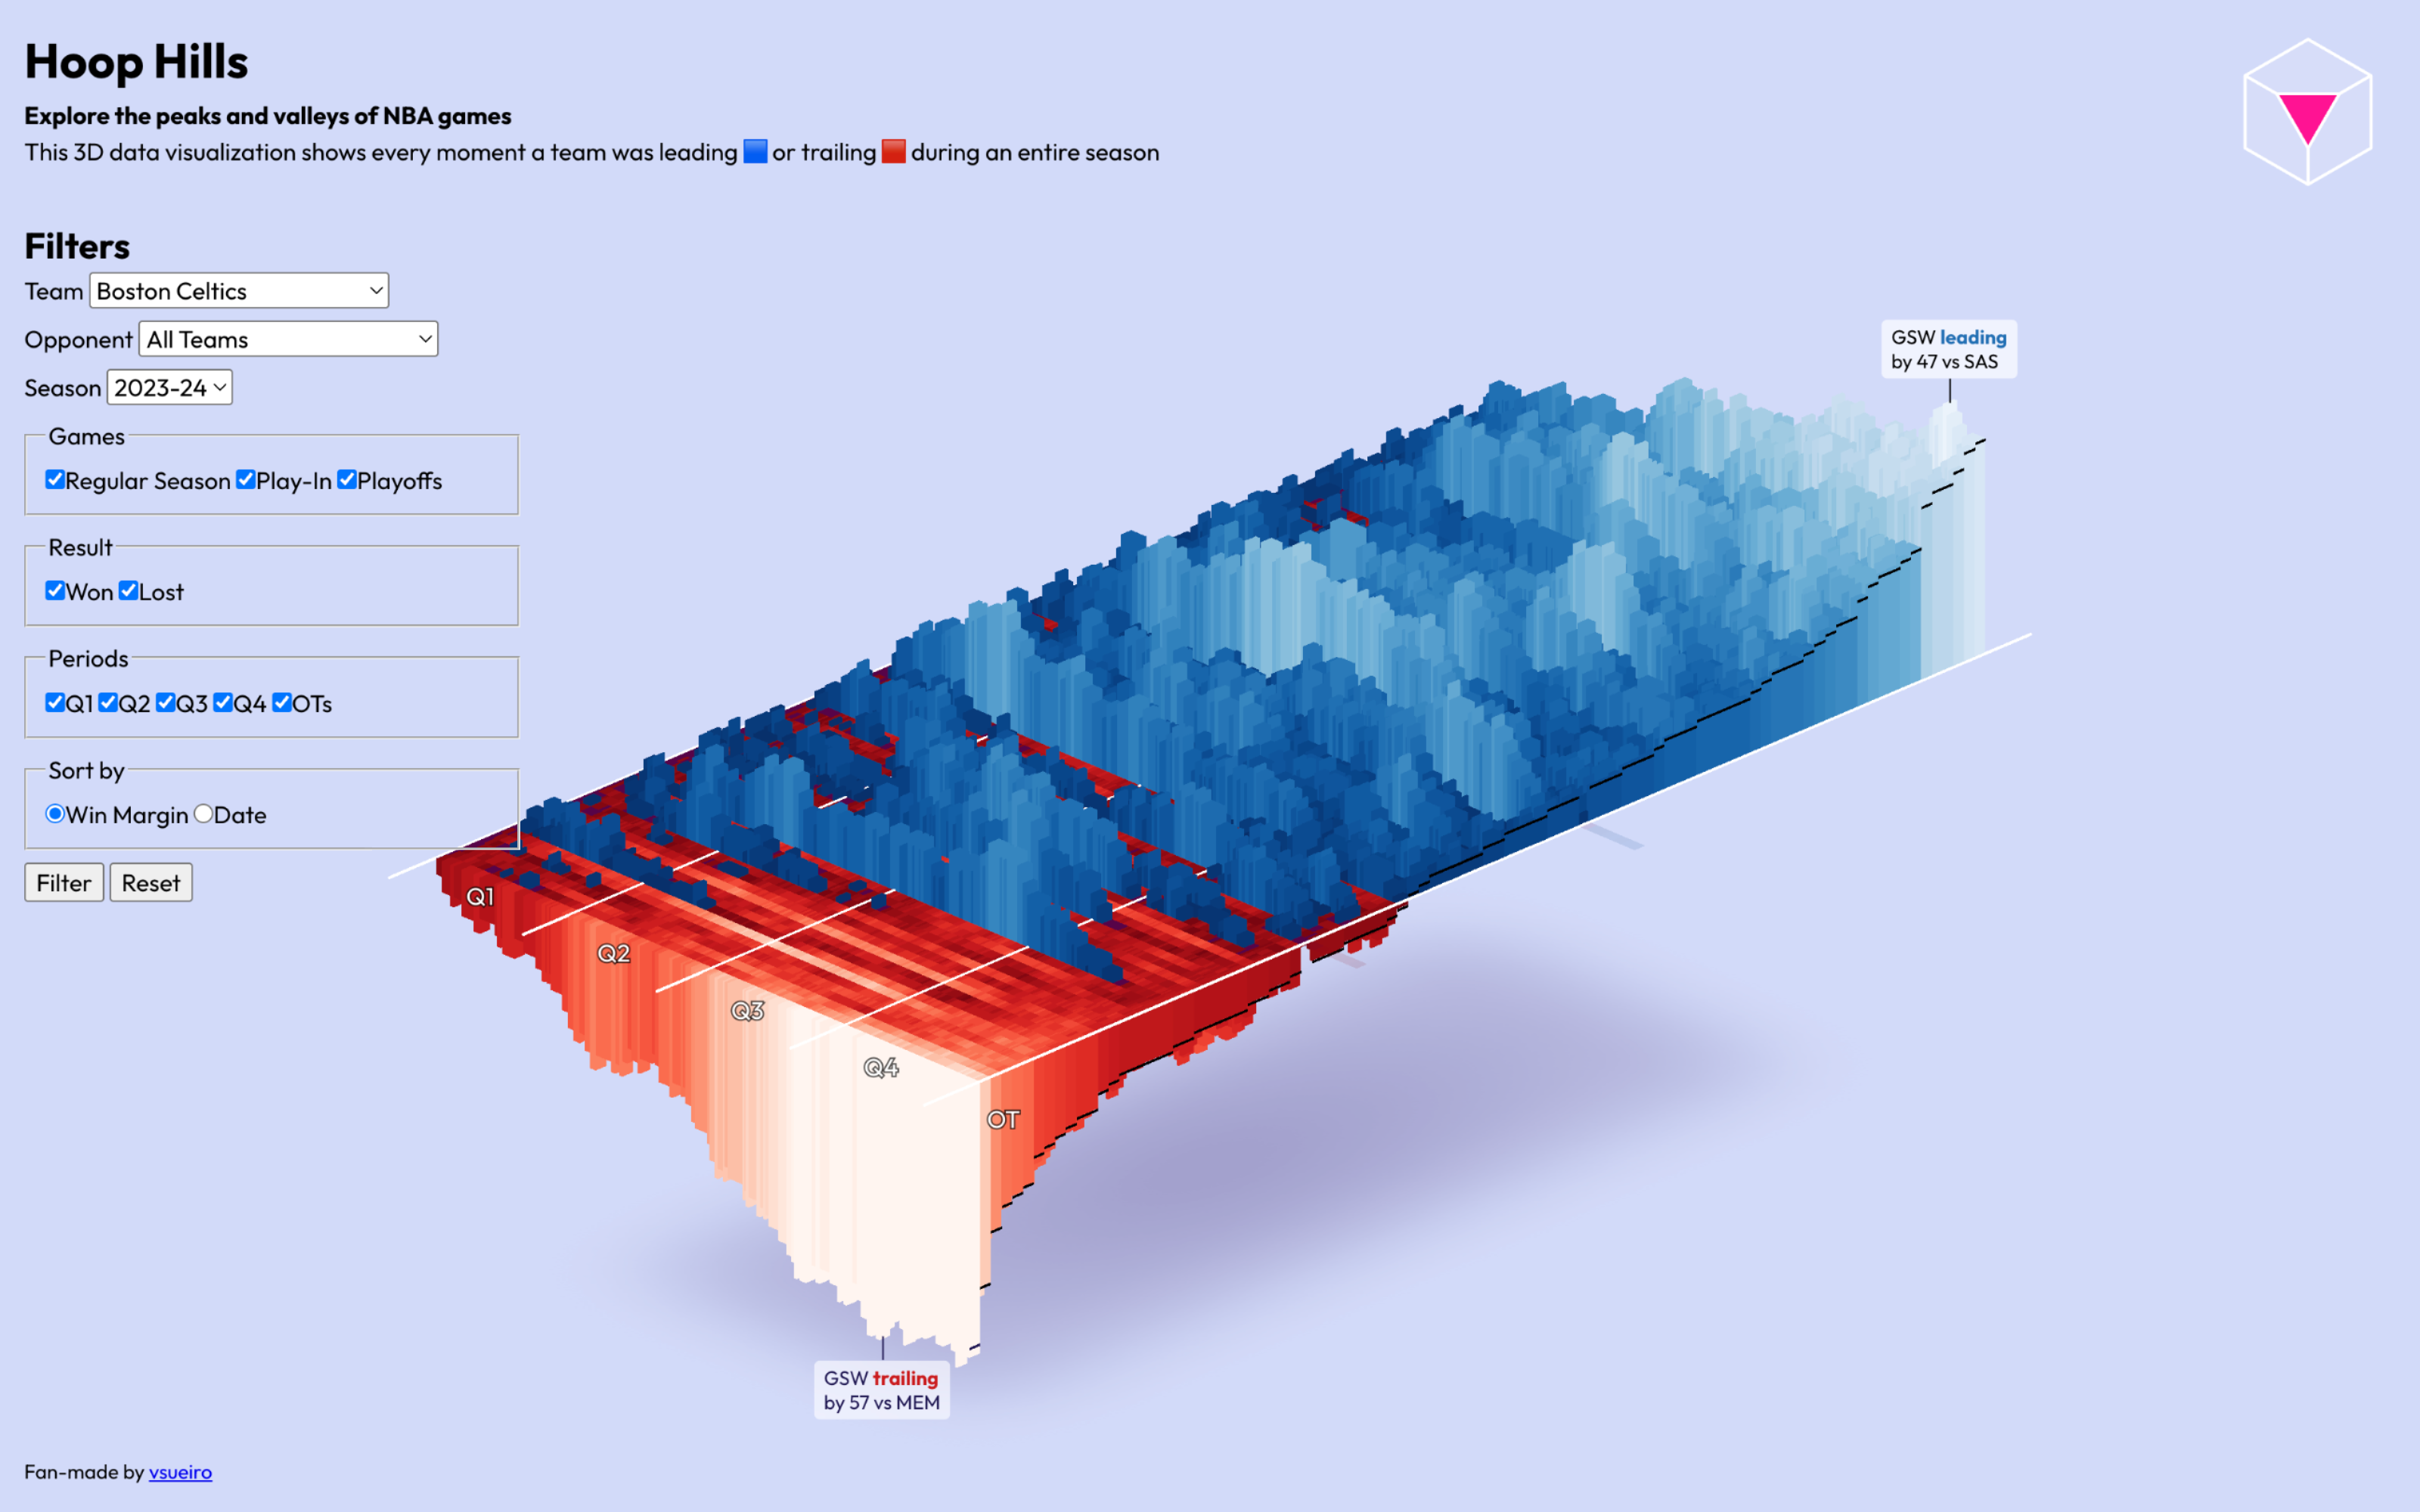 Hoop Hills
Explore the peaks and valleys of NBA games
This 3D data visualization shows every moment a team was leading or trailing during an entire season
Filters
Team Boston Celtics
Opponent All Teams
Season 2023-24
Games
Regular Season Play-In Playoffs
Result
Won Lost
Periods
Q1 Q2 Q3 Q4 OTs
Sort by
Win Margin Date
Filter Reset
GSW leading
by 47 vs SAS
Q1
Q2
Q3
Q4
OT
GSW trailing
by 57 vs MEM
Fan-made by vsueiro